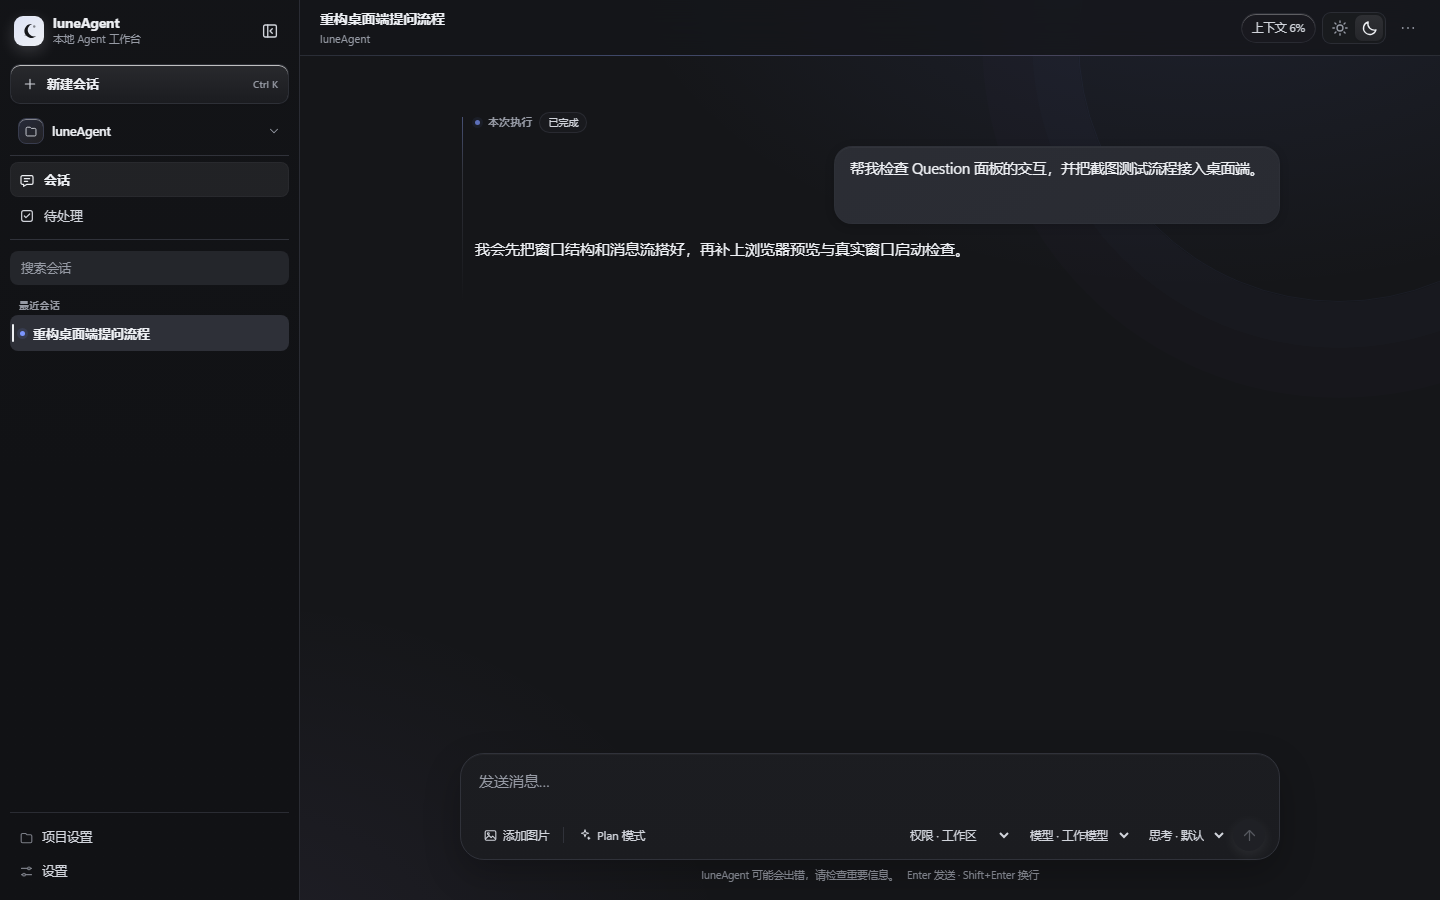 luneAgent
本地 Agent 工作台
新建会话 Ctrl K
luneAgent
会话
待处理
搜索会话
最近会话
重构桌面端提问流程
项目设置
设置
重构桌面端提问流程
luneAgent
上下文 6%
本次执行 已完成
帮我检查 Question 面板的交互，并把截图测试流程接入桌面端。
我会先把窗口结构和消息流搭好，再补上浏览器预览与真实窗口启动检查。
发送消息...
添加图片 Plan 模式 权限 · 工作区 模型 · 工作模型 思考 · 默认
luneAgent 可能会出错，请检查重要信息。 Enter 发送 · Shift+Enter 换行